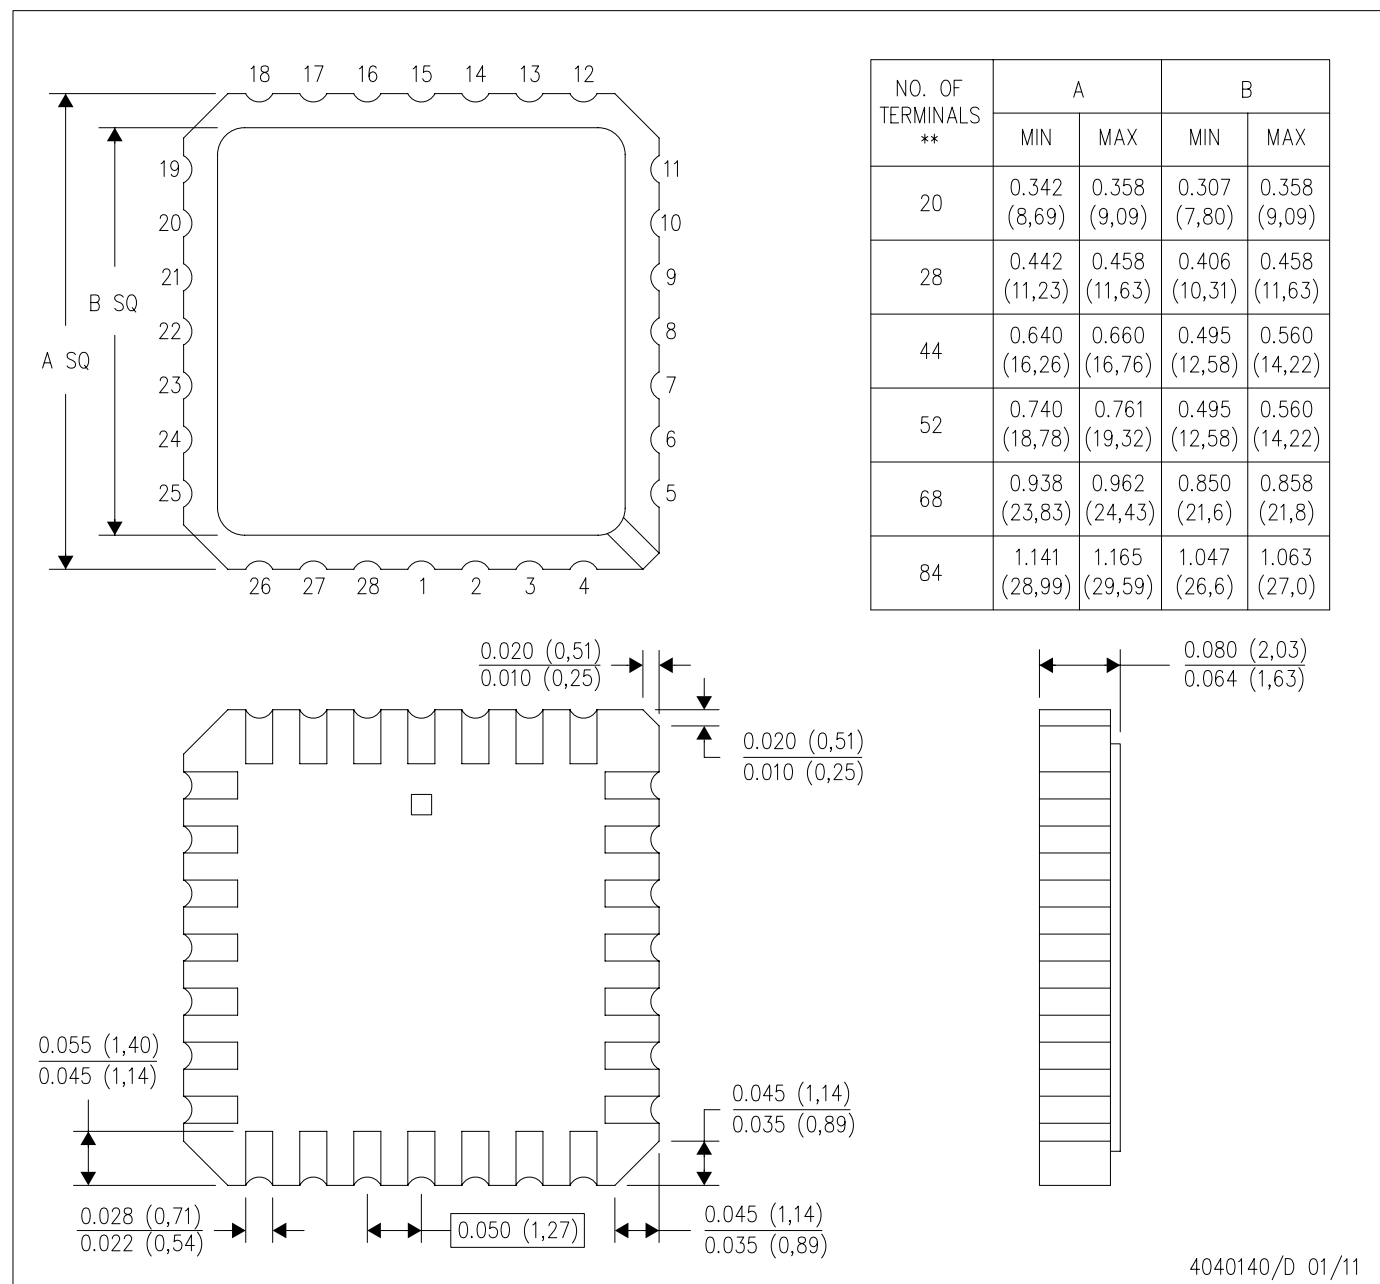 18 17 16 15 14 13 12
19 11
20 10
21 9
22 8
23 7
24 6
25 5
26 27 28 1 2 3 4
B SQ
A SQ
NO. OF TERMINALS ** A B
MIN MAX MIN MAX
20 0.342 (8,69) 0.358 (9,09) 0.307 (7,80) 0.358 (9,09)
28 0.442 (11,23) 0.458 (11,63) 0.406 (10,31) 0.458 (11,63)
44 0.640 (16,26) 0.660 (16,76) 0.495 (12,58) 0.560 (14,22)
52 0.740 (18,78) 0.761 (19,32) 0.495 (12,58) 0.560 (14,22)
68 0.938 (23,83) 0.962 (24,43) 0.850 (21,6) 0.858 (21,8)
84 1.141 (28,99) 1.165 (29,59) 1.047 (26,6) 1.063 (27,0)
0.020 (0,51)
0.010 (0,25)
0.080 (2,03)
0.064 (1,63)
0.020 (0,51)
0.010 (0,25)
0.055 (1,40)
0.045 (1,14)
0.045 (1,14)
0.035 (0,89)
0.028 (0,71)
0.022 (0,54)
0.050 (1,27)
0.045 (1,14)
0.035 (0,89)
4040140/D 01/11